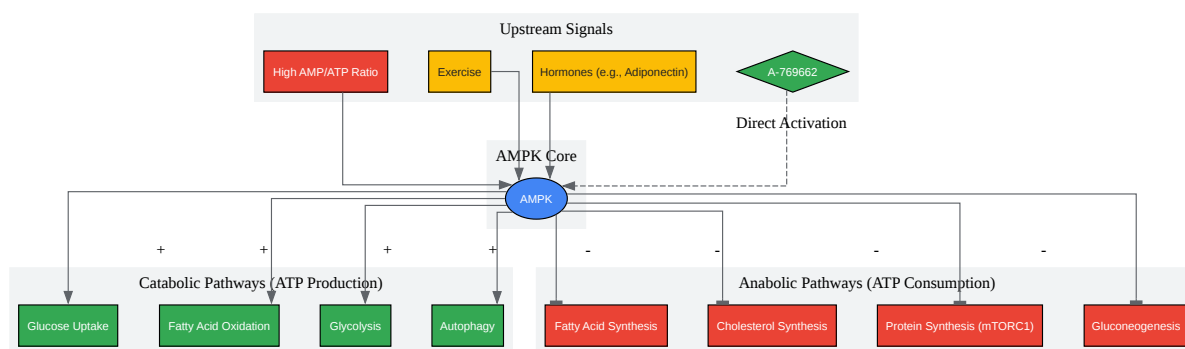 Upstream Signals
High AMP/ATP Ratio
Exercise
Hormones (e.g., Adiponectin)
A-769662
Direct Activation
AMPK Core
AMPK
+
+
+
+
-
-
-
-
Catabolic Pathways (ATP Production)
Anabolic Pathways (ATP Consumption)
Glucose Uptake
Fatty Acid Oxidation
Glycolysis
Autophagy
Fatty Acid Synthesis
Cholesterol Synthesis
Protein Synthesis (mTORC1)
Gluconeogenesis